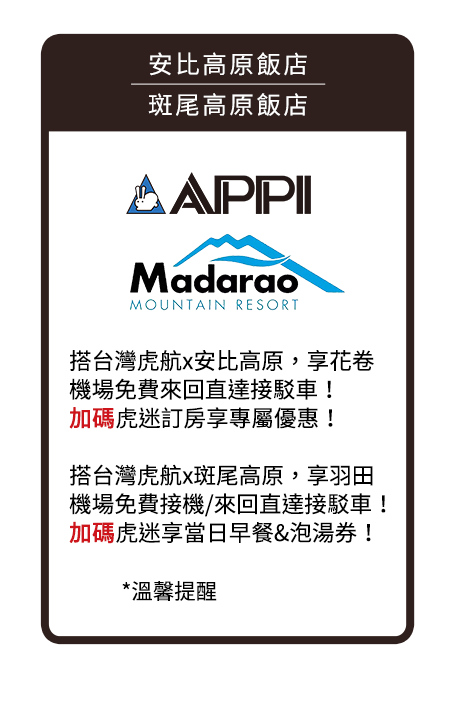 安比高原飯店
斑尾高原飯店
APPI
Madarao
MOUNTAIN RESORT
搭台灣虎航x安比高原，享花卷
機場免費來回直達接駁車！
加碼虎迷訂房享專屬優惠！
搭台灣虎航x斑尾高原，享羽田
機場免費接機/來回直達接駁車！
加碼虎迷享當日早餐&泡湯券！
*溫馨提醒